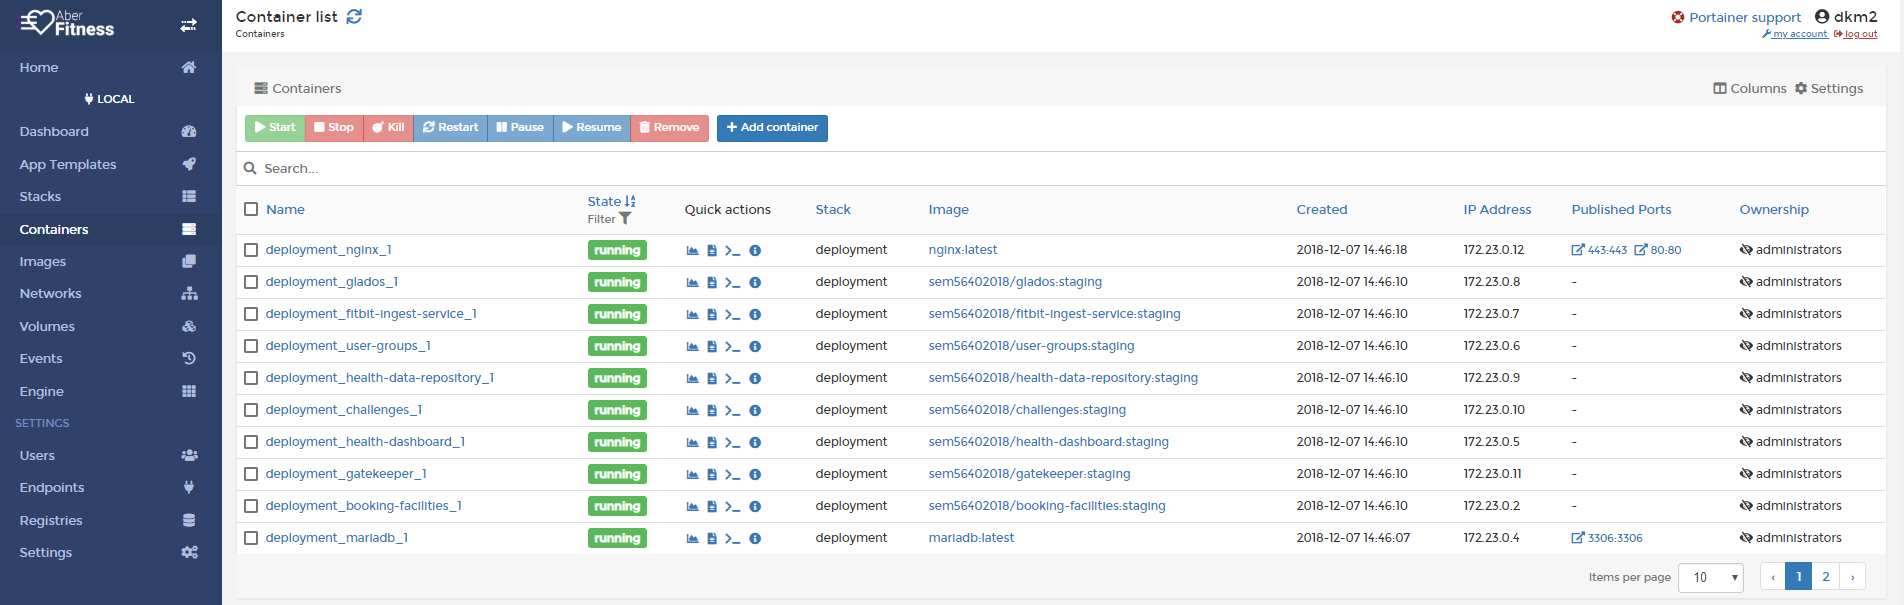 Aber
Fitness
Home
LOCAL
Dashboard
App Templates
Stacks
Containers
Images
Networks
Volumes
Events
Engine
SETTINGS
Users
Endpoints
Registries
Settings
Container list
Containers
Portainer support dkm2
my account log out
Containers
Columns Settings
Start Stop Kill Restart Pause Resume Remove Add container
Search...
Name State Filter Quick actions Stack Image Created IP Address Published Ports Ownership
deployment_nginx_1 running deployment nginx:latest 2018-12-07 14:46:18 172.23.0.12 443:443 80:80 administrators
deployment_glados_1 running deployment sem56402018/glados:staging 2018-12-07 14:46:10 172.23.0.8 - administrators
deployment_fitbit-ingest-service_1 running deployment sem56402018/fitbit-ingest-service:staging 2018-12-07 14:46:10 172.23.0.7 - administrators
deployment_user-groups_1 running deployment sem56402018/user-groups:staging 2018-12-07 14:46:10 172.23.0.6 - administrators
deployment_health-data-repository_1 running deployment sem56402018/health-data-repository:staging 2018-12-07 14:46:10 172.23.0.9 - administrators
deployment_challenges_1 running deployment sem56402018/challenges:staging 2018-12-07 14:46:10 172.23.0.10 - administrators
deployment_health-dashboard_1 running deployment sem56402018/health-dashboard:staging 2018-12-07 14:46:10 172.23.0.5 - administrators
deployment_gatekeeper_1 running deployment sem56402018/gatekeeper:staging 2018-12-07 14:46:10 172.23.0.11 - administrators
deployment_booking-facilities_1 running deployment sem56402018/booking-facilities:staging 2018-12-07 14:46:10 172.23.0.2 - administrators
deployment_mariadb_1 running deployment mariadb:latest 2018-12-07 14:46:07 172.23.0.4 3306:3306 administrators
Items per page 10 ‹ 1 2 ›